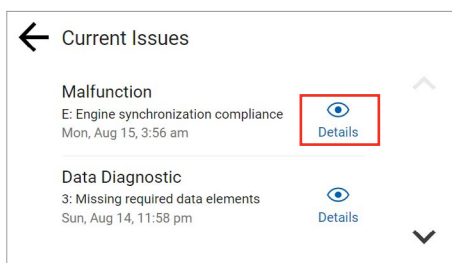 Current Issues
Malfunction
E: Engine synchronization compliance
Mon, Aug 15, 3:56 am
Details
Data Diagnostic
3: Missing required data elements
Sun, Aug 14, 11:58 pm
Details